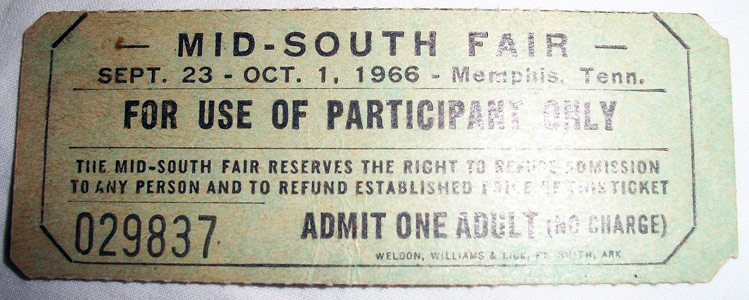 — MID-SOUTH FAIR —
SEPT. 23 - OCT. 1, 1966 - Memphis, Tenn.
FOR USE OF PARTICIPANT ONLY
THE MID-SOUTH FAIR RESERVES THE RIGHT TO REFUSE ADMISSION
TO ANY PERSON AND TO REFUND ESTABLISHED PRICE OF THIS TICKET
029837
ADMIT ONE ADULT (NO CHARGE)
WELDON, WILLIAMS & LICK, FT. SMITH, ARK.